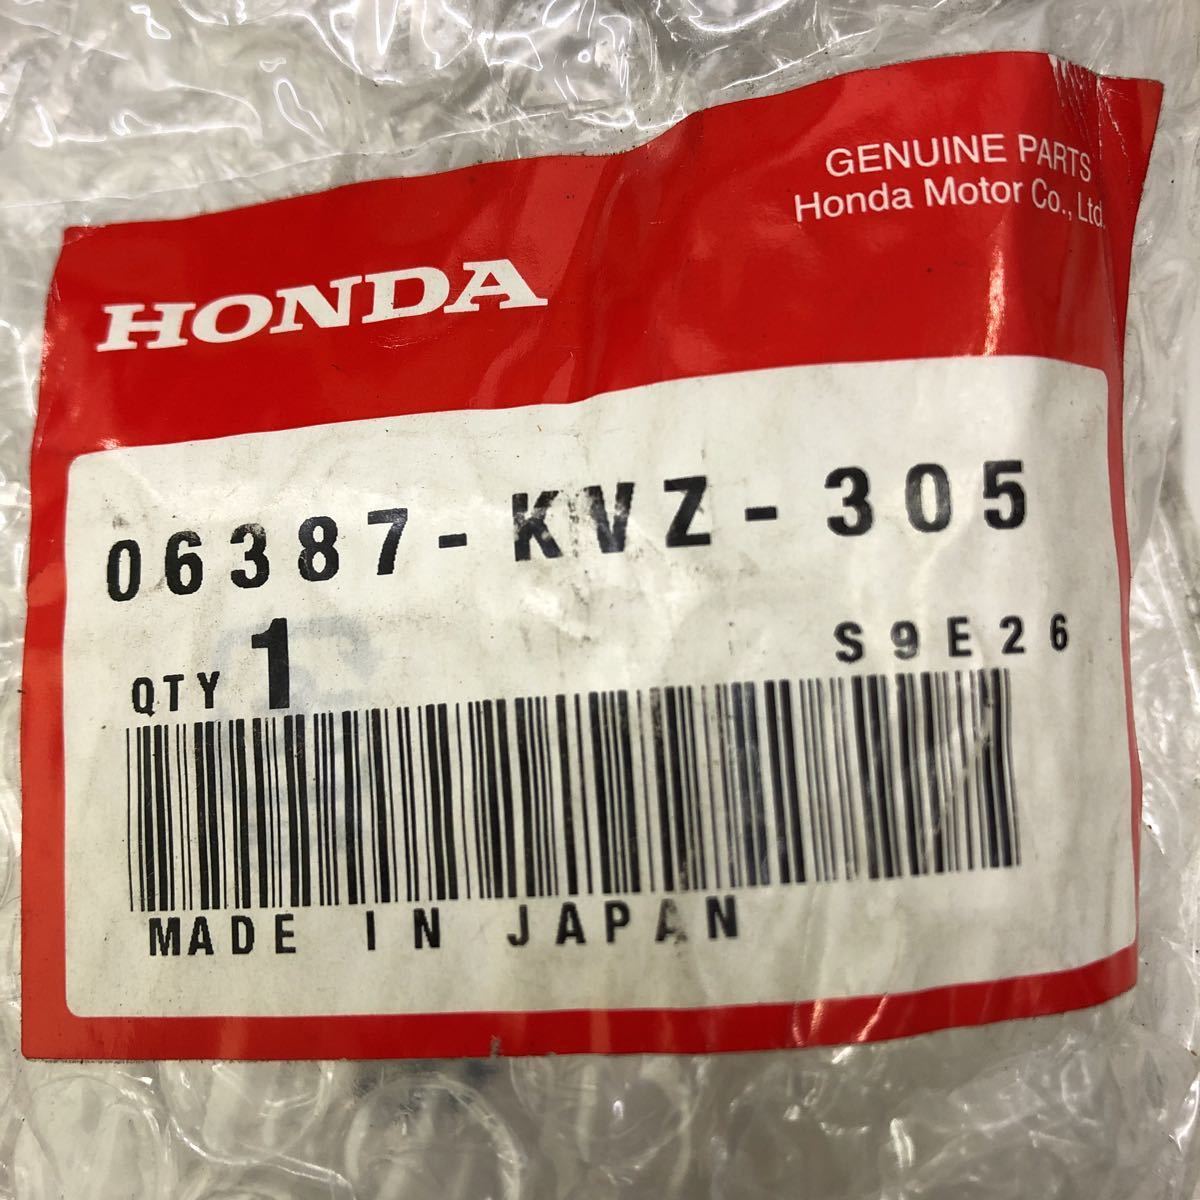 GENUINE PARTS
Honda Motor Co., Ltd.
HONDA
06387-KVZ-305
QTY 1
S9E26
MADE IN JAPAN